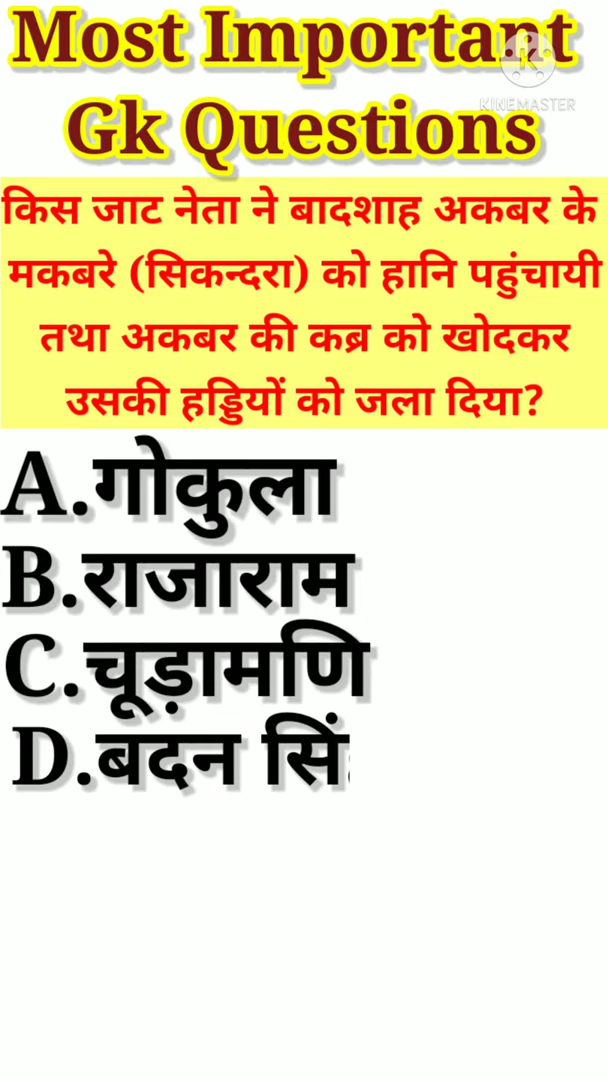 Most Important
KINEMASTER
Gk Questions
किस जाट नेता ने बादशाह अकबर के
मकबरे (सिकन्दरा) को हानि पहुंचायी
तथा अकबर की कब्र को खोदकर
उसकी हड्डियों को जला दिया?
A.गोकुला
B.राजाराम
C.चूड़ामणि
D.बदन सिं